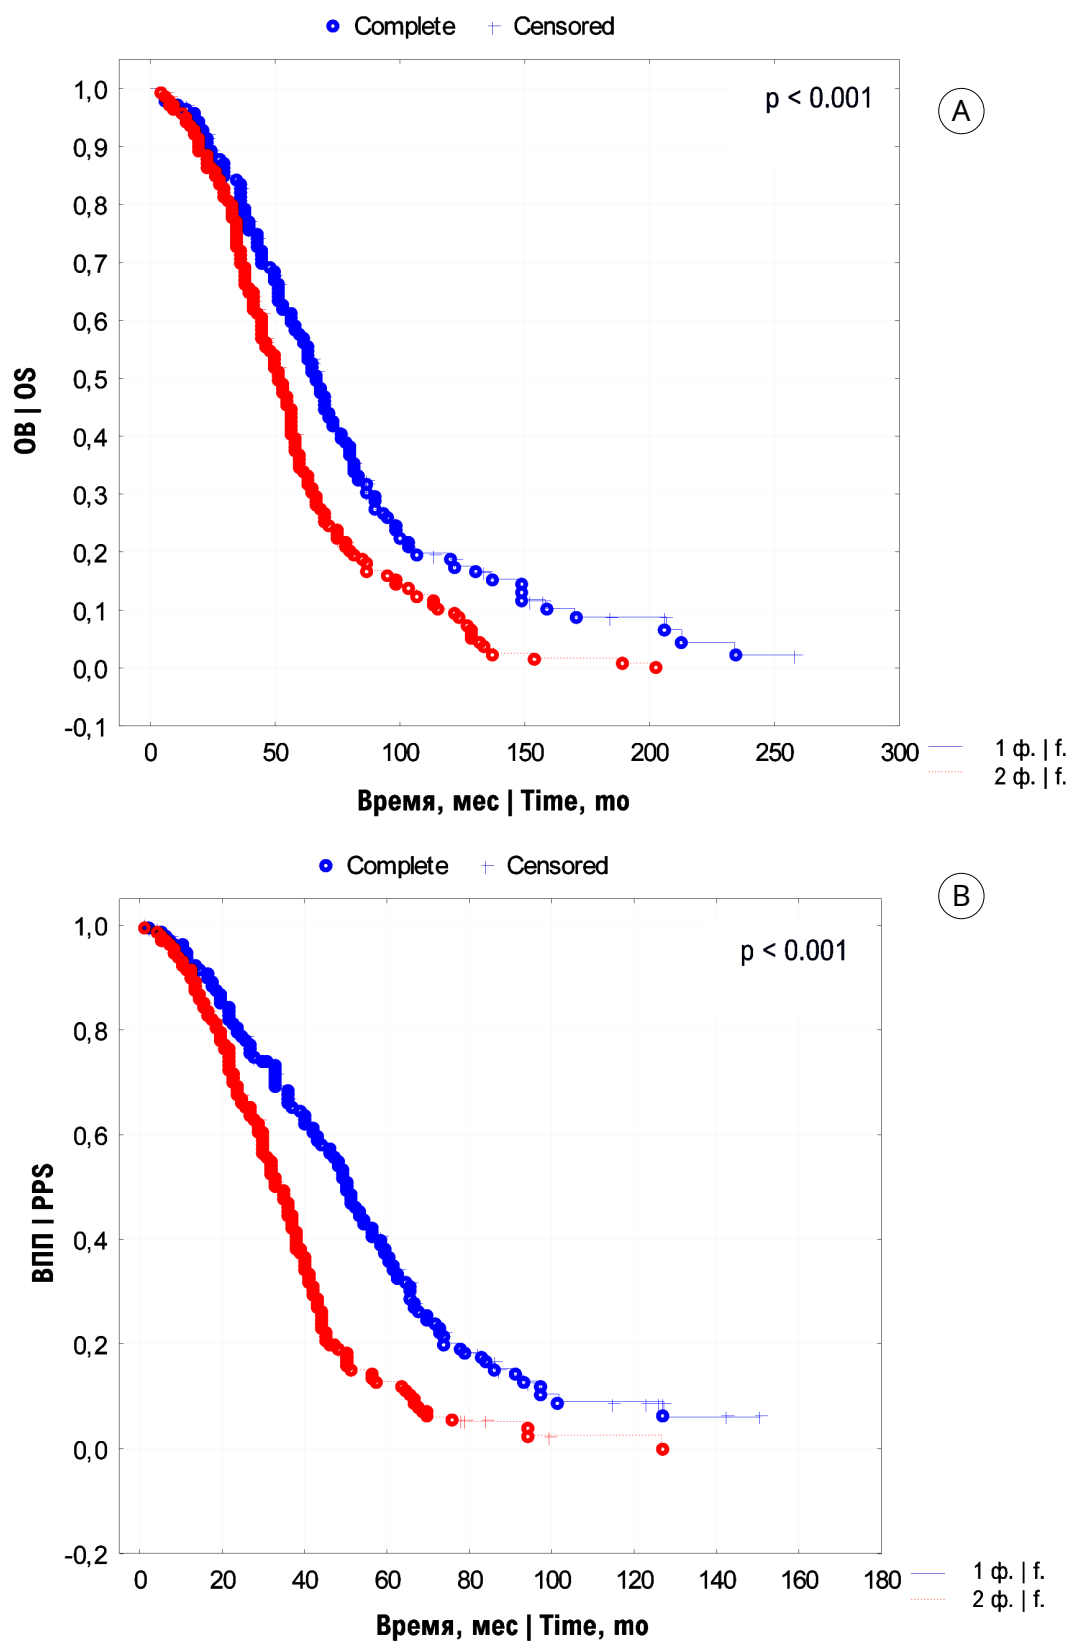 Complete Censored
p < 0.001
A
1,0
0,9
0,8
0,7
0,6
0,5
0,4
0,3
0,2
0,1
0,0
-0,1
ОВ | OS
0 50 100 150 200 250 300
1 ф. | f.
2 ф. | f.
Время, мес | Time, mo
Complete Censored
B
p < 0.001
1,0
0,8
0,6
0,4
0,2
0,0
-0,2
ВПП | PPS
0 20 40 60 80 100 120 140 160 180
1 ф. | f.
2 ф. | f.
Время, мес | Time, mo